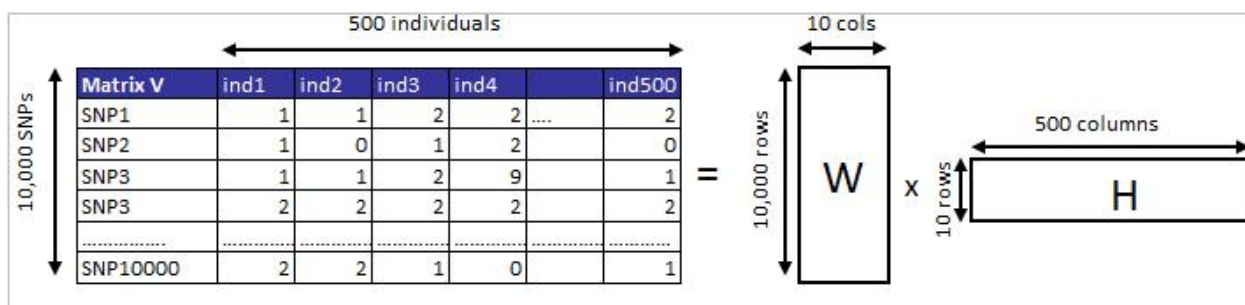 500 individuals
10 cols
10,000 SNPs
Matrix V ind1 ind2 ind3 ind4 ind500
SNP1 1 1 2 2 .... 2
SNP2 1 0 1 2 0
SNP3 1 1 2 9 1
SNP3 2 2 2 2 2
................ ............. ............. ............. ............. ............. ...........
SNP10000 2 2 1 0 1
=
10,000 rows
W
x
500 columns
10 rows
H